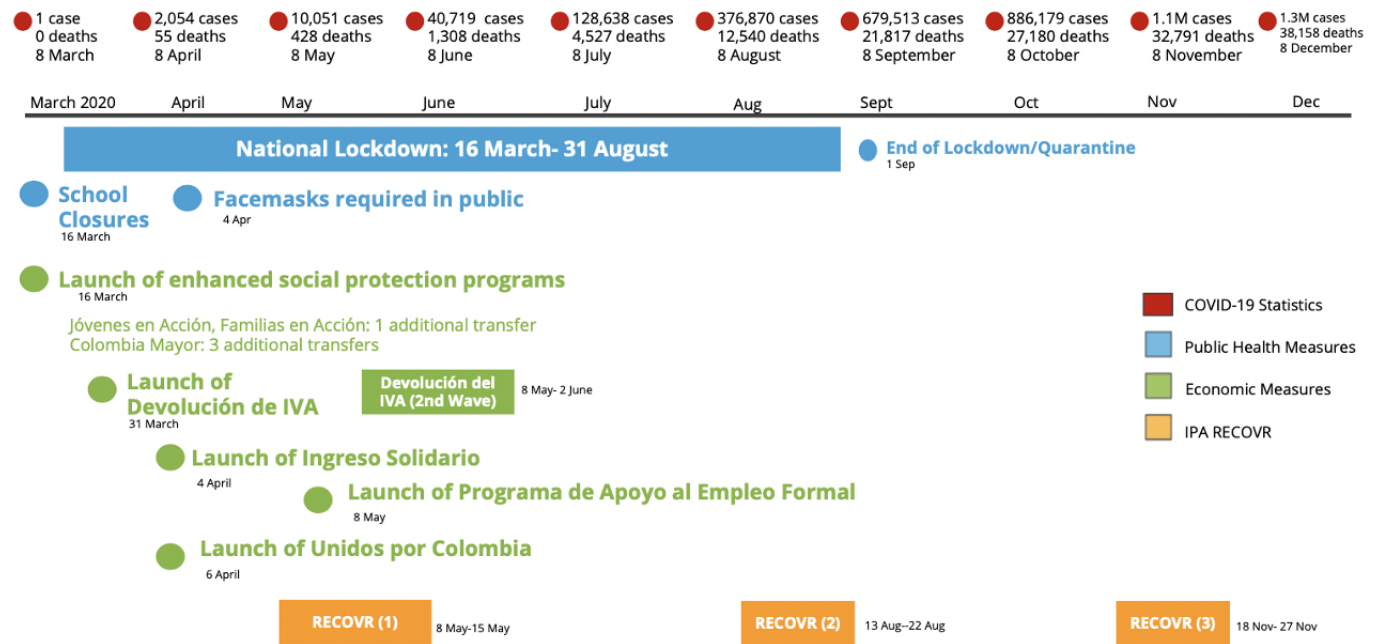 1 case
0 deaths
8 March
2,054 cases
55 deaths
8 April
10,051 cases
428 deaths
8 May
40,719 cases
1,308 deaths
8 June
128,638 cases
4,527 deaths
8 July
376,870 cases
12,540 deaths
8 August
679,513 cases
21,817 deaths
8 September
886,179 cases
27,180 deaths
8 October
1.1M cases
32,791 deaths
8 November
1.3M cases
38,158 deaths
8 December
March 2020 April May June July Aug Sept Oct Nov Dec
National Lockdown: 16 March- 31 August
End of Lockdown/Quarantine
1 Sep
School
Closures
16 March
Facemasks required in public
4 Apr
Launch of enhanced social protection programs
16 March
Jóvenes en Acción, Familias en Acción: 1 additional transfer
Colombia Mayor: 3 additional transfers
COVID-19 Statistics
Public Health Measures
Economic Measures
IPA RECOVR
Launch of
Devolución de IVA
31 March
Devolución del
IVA (2nd Wave)
8 May- 2 June
Launch of Ingreso Solidario
4 April
Launch of Programa de Apoyo al Empleo Formal
8 May
Launch of Unidos por Colombia
6 April
RECOVR (1)
8 May-15 May
RECOVR (2)
13 Aug--22 Aug
RECOVR (3)
18 Nov- 27 Nov